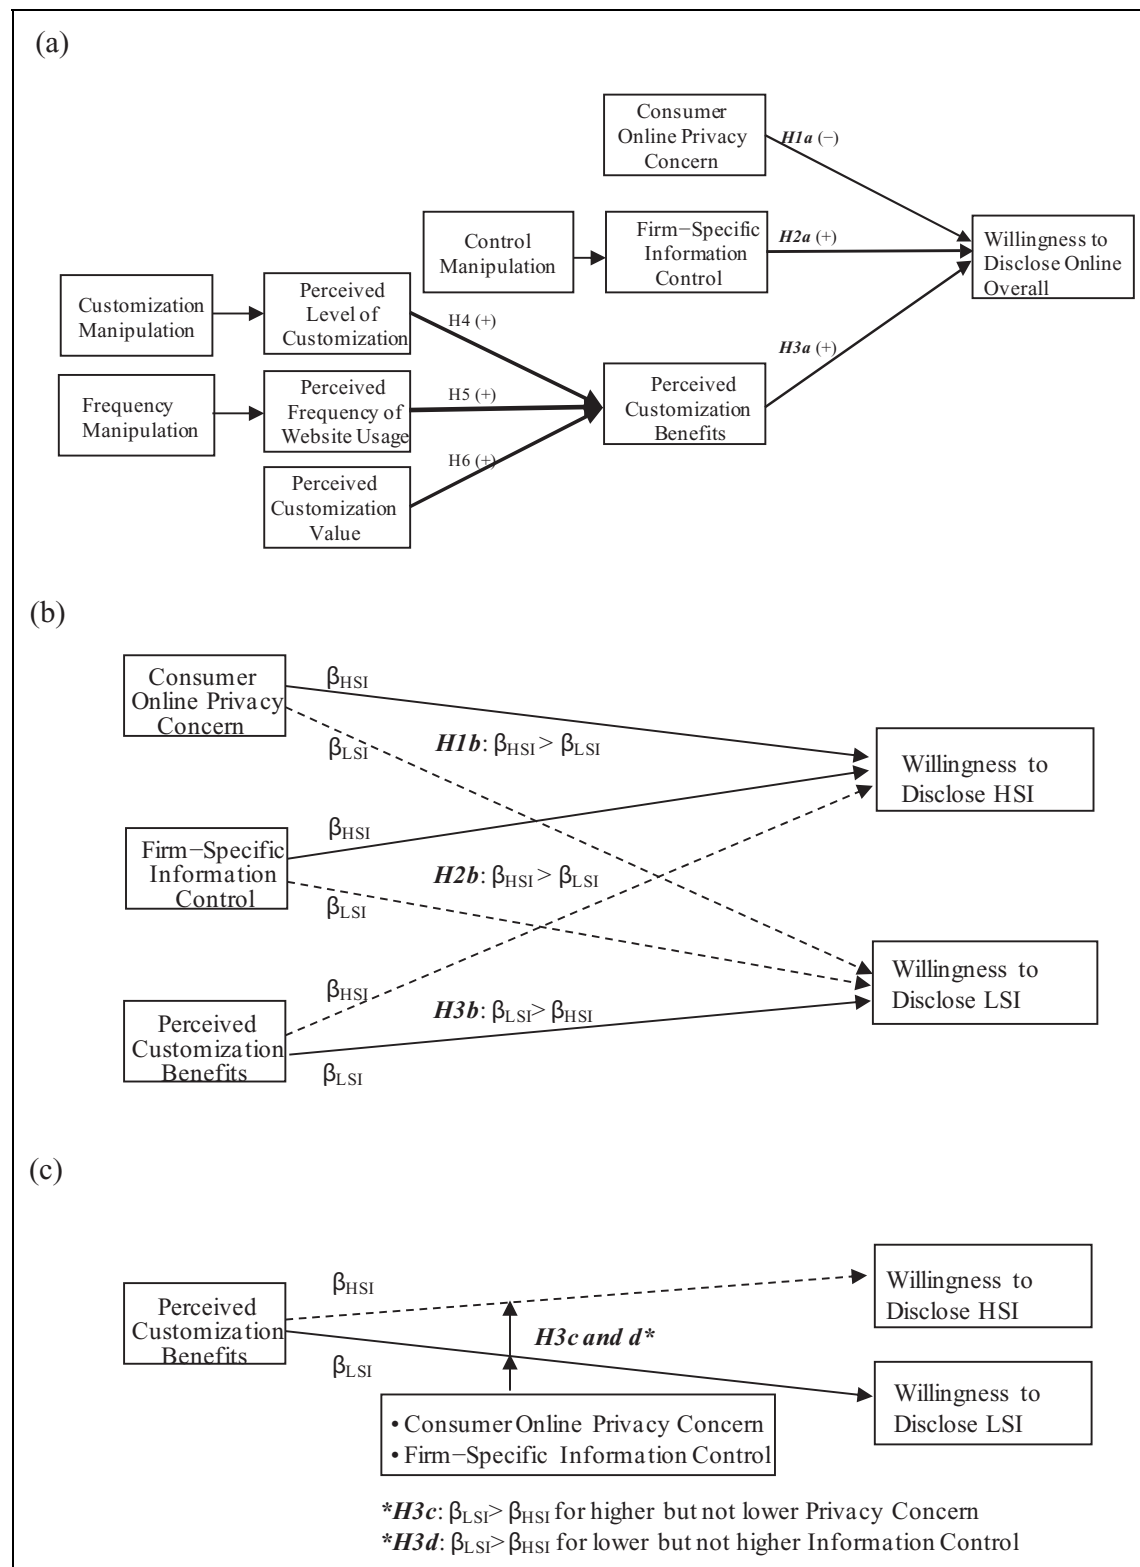 (a)
Consumer
Online Privacy
Concern
H1a (−)
Control
Manipulation
Firm−Specific
Information
Control
H2a (+)
Willingness to
Disclose Online
Overall
Customization
Manipulation
Perceived
Level of
Customization
H4 (+)
H3a (+)
Frequency
Manipulation
Perceived
Frequency of
Website Usage
H5 (+)
Perceived
Customization
Benefits
H6 (+)
Perceived
Customization
Value
(b)
Consumer
Online Privacy
Concern
βHSI
βLSI
H1b: βHSI > βLSI
Willingness to
Disclose HSI
Firm−Specific
Information
Control
βHSI
βLSI
H2b: βHSI > βLSI
Willingness to
Disclose LSI
Perceived
Customization
Benefits
βHSI
H3b: βLSI > βHSI
βLSI
(c)
Perceived
Customization
Benefits
βHSI
βLSI
H3c and d*
Willingness to
Disclose HSI
Willingness to
Disclose LSI
• Consumer Online Privacy Concern
• Firm−Specific Information Control
*H3c: βLSI> βHSI for higher but not lower Privacy Concern
*H3d: βLSI> βHSI for lower but not higher Information Control